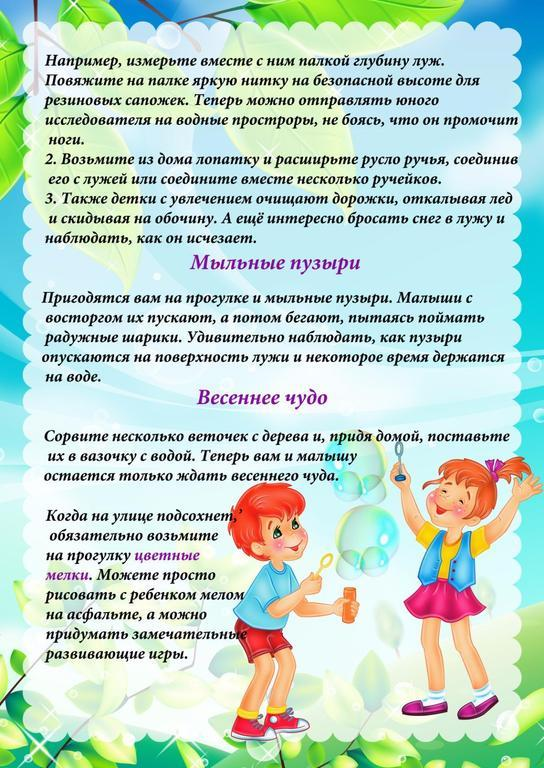 Например, измерьте вместе с ним палкой глубину луж.
Повяжите на палке яркую нитку на безопасной высоте для
резиновых сапожек. Теперь можно отправлять юного
исследователя на водные простроры, не боясь, что он промочит
ноги.
2. Возьмите из дома лопатку и расширьте русло ручья, соединив
его с лужей или соедините вместе несколько ручейков.
3. Также детки с увлечением очищают дорожки, откалывая лед
и скидывая на обочину. А ещё интересно бросать снег в лужу и
наблюдать, как он исчезает.
Мыльные пузыри
Пригодятся вам на прогулке и мыльные пузыри. Малыши с
восторгом их пускают, а потом бегают, пытаясь поймать
радужные шарики. Удивительно наблюдать, как пузыри
опускаются на поверхность лужи и некоторое время держатся
на воде.
Весеннее чудо
Сорвите несколько веточек с дерева и, придя домой, поставьте
их в вазочку с водой. Теперь вам и малышу
остается только ждать весеннего чуда.
Когда на улице подсохнет,
обязательно возьмите
на прогулку цветные
мелки. Можете просто
рисовать с ребенком мелом
на асфальте, а можно
придумать замечательные
развивающие игры.